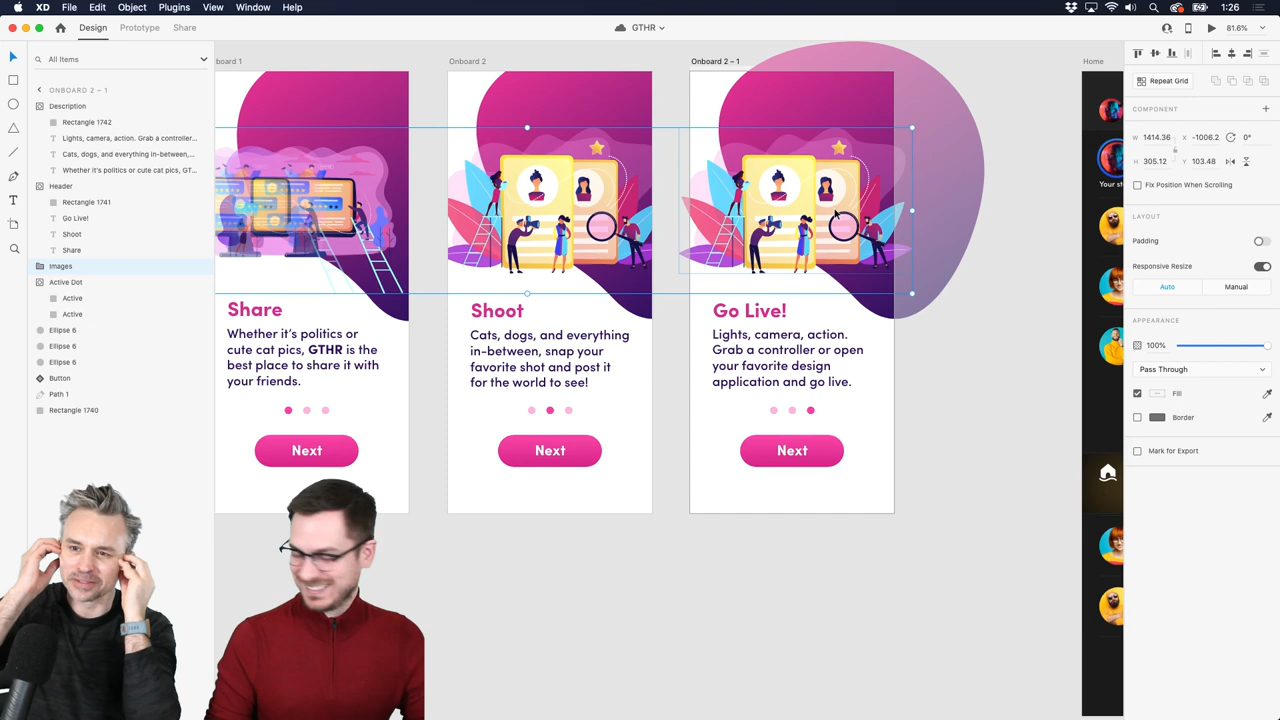 XD File Edit Object Plugins View Window Help
1:26
Design Prototype Share
GTHR
81.6%
All Items
ONBOARD 2 – 1
Description
Rectangle 1742
Lights, camera, action. Grab a controller...
Cats, dogs, and everything in-between,...
Whether it's politics or cute cat pics, GT...
Header
Rectangle 1741
Go Live!
Shoot
Share
Images
Active Dot
Active
Active
Ellipse 6
Ellipse 6
Ellipse 6
Button
Path 1
Rectangle 1740
board 1
Share
Whether it's politics or
cute cat pics, GTHR is the
best place to share it with
your friends.
Next
Onboard 2
Shoot
Cats, dogs, and everything
in-between, snap your
favorite shot and post it
for the world to see!
Next
Onboard 2 – 1
Go Live!
Lights, camera, action.
Grab a controller or open
your favorite design
application and go live.
Next
Home
Your st
Repeat Grid
COMPONENT
W 1414.36 X -1006.2 0°
H 305.12 Y 103.48
Fix Position When Scrolling
LAYOUT
Padding
Responsive Resize
Auto Manual
APPEARANCE
100%
Pass Through
Fill
Border
Mark for Export